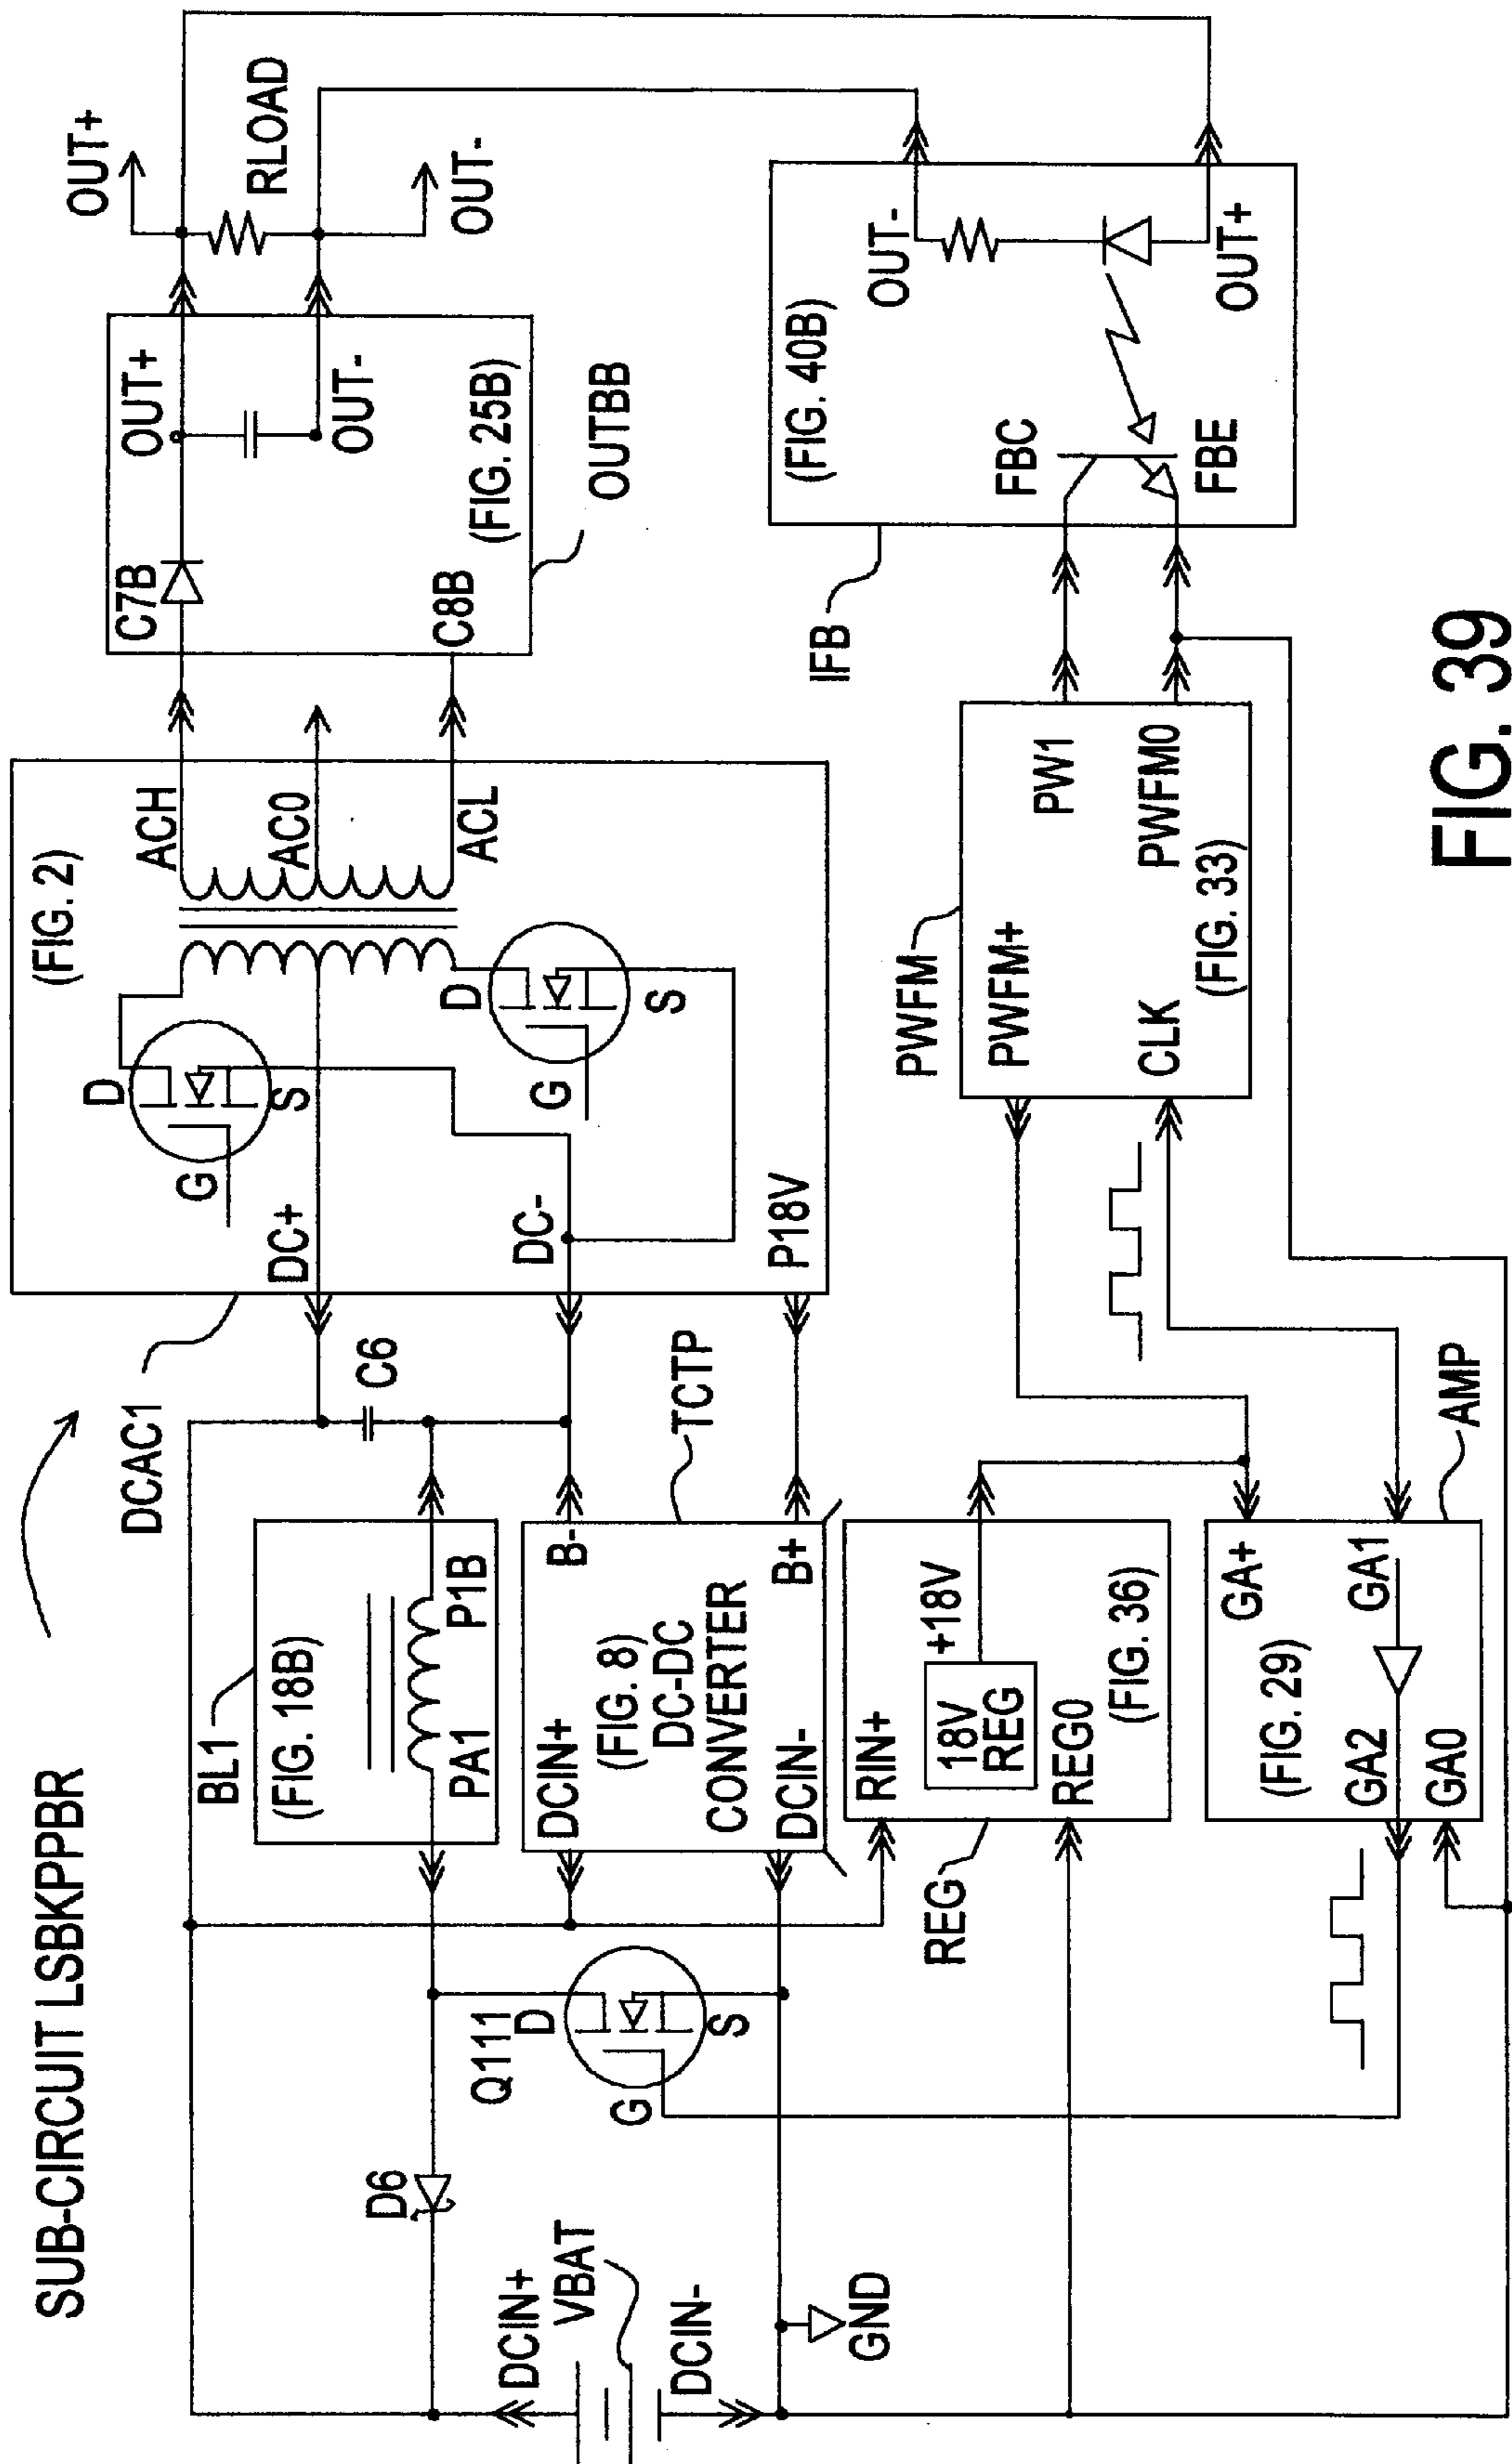 SUB-CIRCUIT LSBKPPBR
DCAC1
(FIG. 2)
D
G
S
DC+
DC-
D
G
S
P18V
ACH
AC0
ACL
C7B
OUT+
OUT-
C8B
(FIG. 25B)
OUTBB
OUT+
RLOAD
OUT-
BL1
(FIG. 18B)
PA1
P1B
C6
DCIN+
(FIG. 8)
DC-DC
CONVERTER
DCIN-
B-
B+
TCTP
D6
Q111
D
G
S
DCIN+
VBAT
DCIN-
GND
RIN+
18V
REG
+18V
REG0
(FIG. 36)
REG
GA+
(FIG. 29)
GA1
GA2
GA0
AMP
PWFM
PWFM+
PW1
CLK
PWFM0
(FIG. 33)
IFB
(FIG. 40B)
OUT-
FBC
FBE
OUT+
FIG. 39